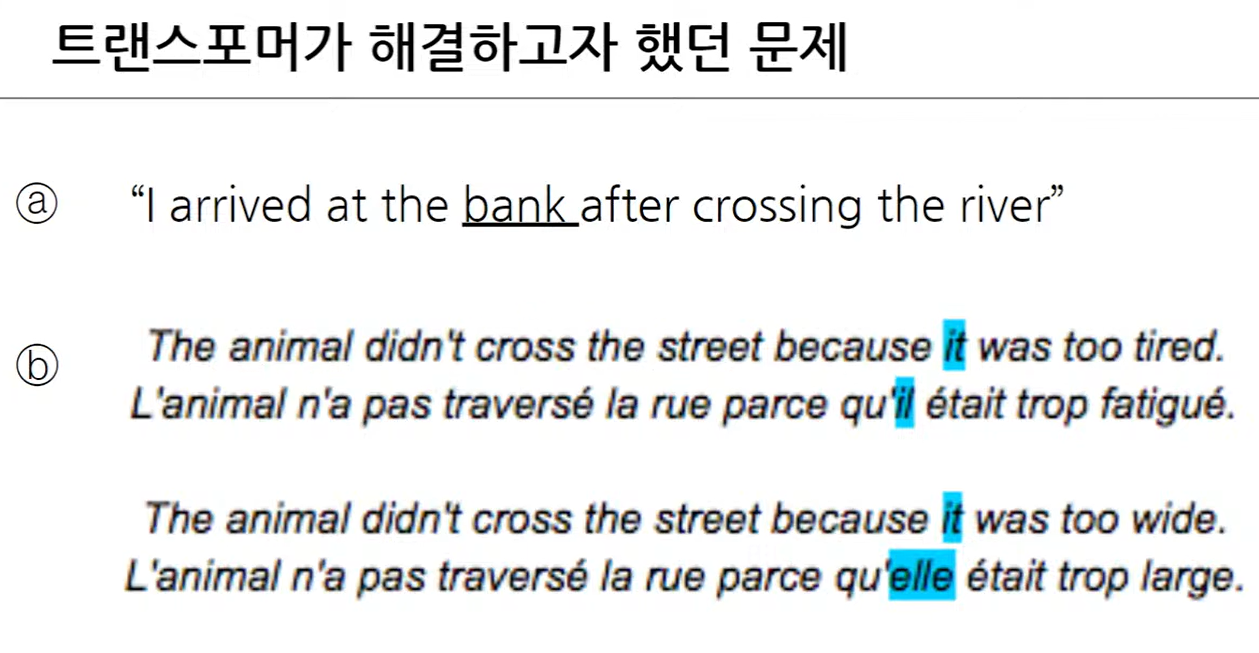 트랜스포머가 해결하고자 했던 문제
ⓐ “I arrived at the bank after crossing the river”
ⓑ The animal didn't cross the street because it was too tired.
L'animal n'a pas traversé la rue parce qu'il était trop fatigué.
The animal didn't cross the street because it was too wide.
L'animal n'a pas traversé la rue parce qu'elle était trop large.